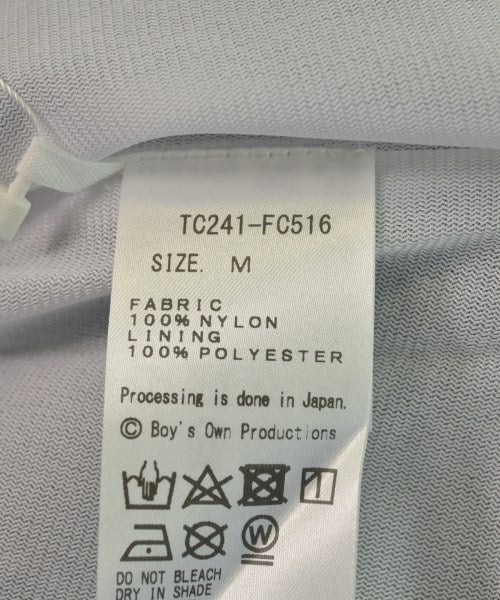 TC241-FC516
SIZE. M
FABRIC
100% NYLON
LINING
100% POLYESTER
Processing is done in Japan.
© Boy's Own Productions
W
DO NOT BLEACH
DRY IN SHADE